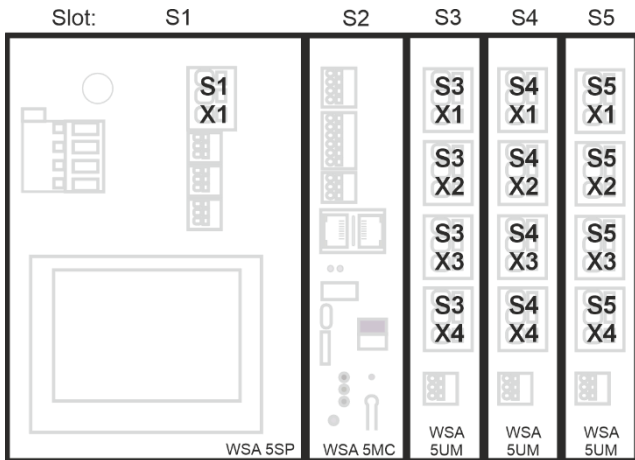 Slot: S1 S2 S3 S4 S5
S1 S3 S4 S5
X1 X1 X1 X1
S3 S4 S5
X2 X2 X2
S3 S4 S5
X3 X3 X3
S3 S4 S5
X4 X4 X4
WSA WSA WSA
WSA 5SP WSA 5MC 5UM 5UM 5UM